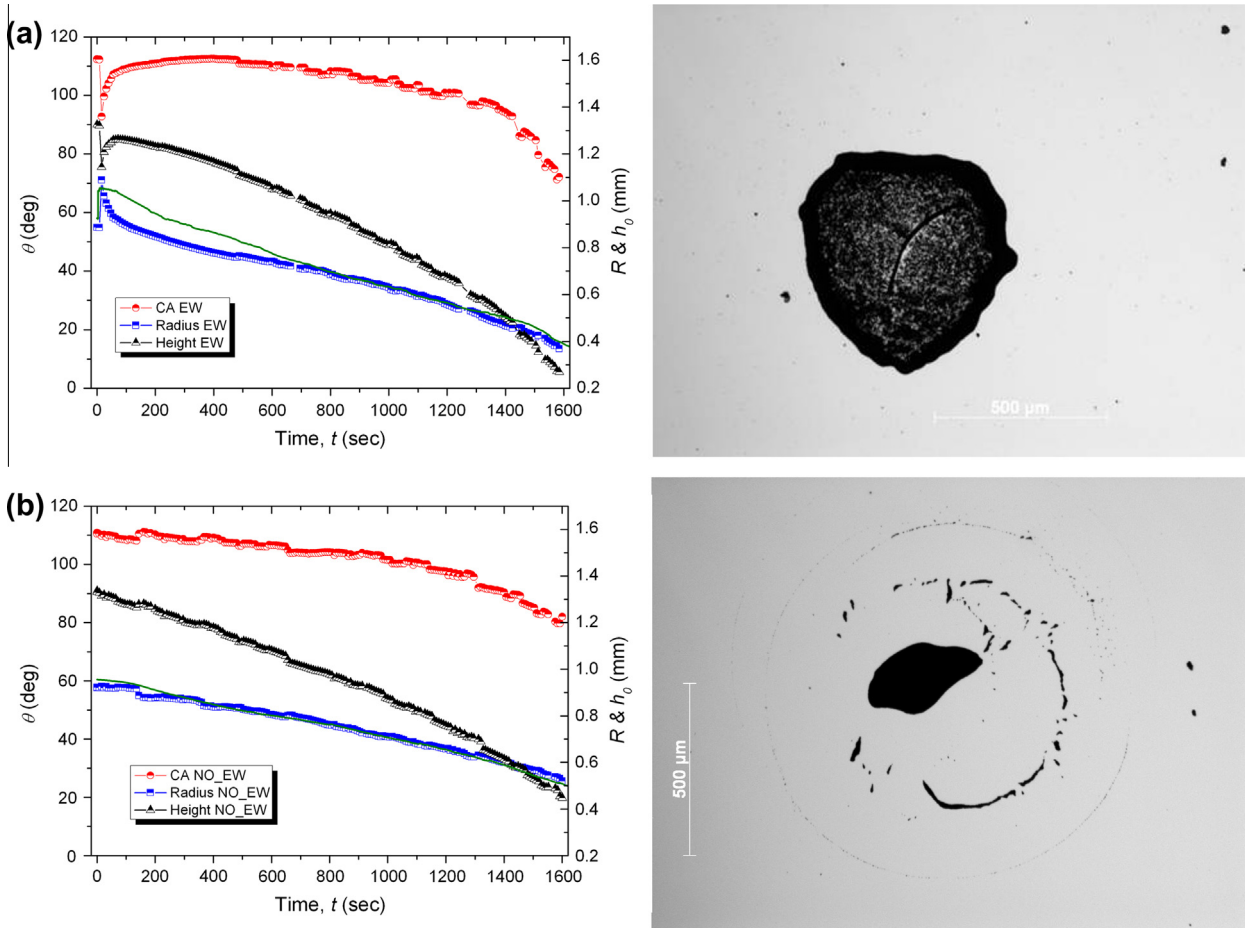 (a)
120
100
80
60
40
20
0
θ (deg)
CA EW
Radius EW
Height EW
1.6
1.4
1.2
1.0
0.8
0.6
0.4
0.2
R & h₀ (mm)
0 200 400 600 800 1000 1200 1400 1600
Time, t (sec)
500 µm
(b)
120
100
80
60
40
20
0
θ (deg)
CA NO_EW
Radius NO_EW
Height NO_EW
1.6
1.4
1.2
1.0
0.8
0.6
0.4
0.2
R & h₀ (mm)
0 200 400 600 800 1000 1200 1400 1600
Time, t (sec)
500 µm